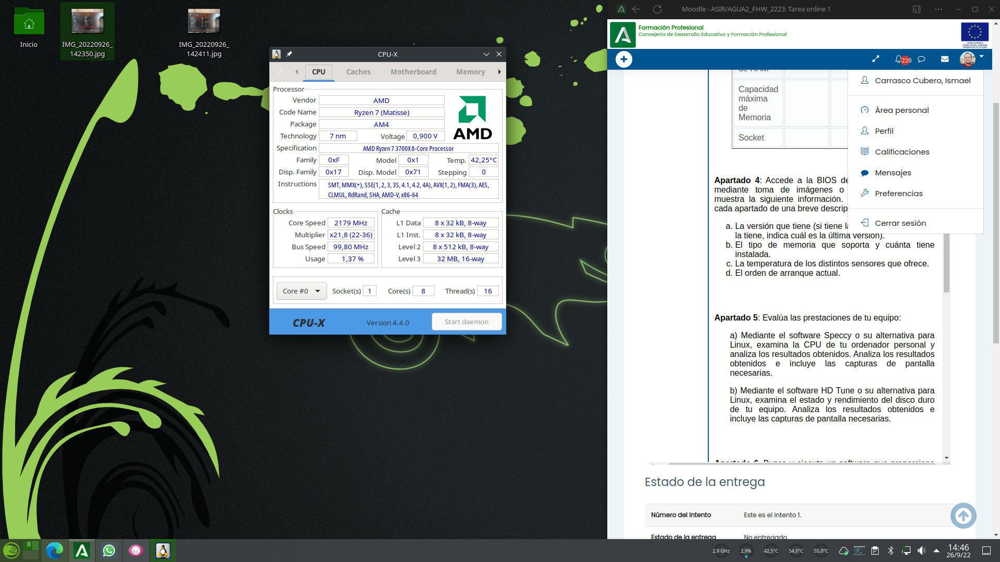 Inicio
IMG_20220926_
142350.jpg
IMG_20220926_
142411.jpg
CPU-X
CPU
Caches
Motherboard
Memory
Processor
Vendor AMD
Code Name Ryzen 7 (Matisse)
Package AM4
AMD
Technology 7 nm Voltage 0,900 V
Specification AMD Ryzen 7 3700X 8-Core Processor
Family 0xF Model 0x1 Temp. 42,25°C
Disp. Family 0x17 Disp. Model 0x71 Stepping 0
Instructions SMT, MMX(+), SSE(1, 2, 3, 3S, 4.1, 4.2, 4A), AVX(1, 2), FMA(3), AES,
CLMUL, RdRand, SHA, AMD-V, x86-64
Clocks
Core Speed 2179 MHz
Multiplier x21,8 (22-36)
Bus Speed 99,80 MHz
Usage 1,37 %
Cache
L1 Data 8 x 32 kB, 8-way
L1 Inst. 8 x 32 kB, 8-way
Level 2 8 x 512 kB, 8-way
Level 3 32 MB, 16-way
Core #0 Socket(s) 1 Core(s) 8 Thread(s) 16
CPU-X Version 4.4.0 Start daemon
Moodle - ASIR/AGUA2_FHW_2223: Tarea online 1
Formación Profesional
Consejería de Desarrollo Educativo y Formación Profesional
UNIÓN EUROPEA
FONDO SOCIAL EUROPEO
228
de RAM
Capacidad
máxima
de
Memoria
Socket
Carrasco Cubero, Ismael
Área personal
Perfil
Calificaciones
Mensajes
Preferencias
Cerrar sesión
Apartado 4: Accede a la BIOS de
mediante toma de imágenes o
muestra la siguiente información.
cada apartado de una breve descrip
a. La versión que tiene (si tiene l
la tiene, indica cuál es la última versión).
b. El tipo de memoria que soporta y cuánta tiene
instalada.
c. La temperatura de los distintos sensores que ofrece.
d. El orden de arranque actual.
Apartado 5: Evalúa las prestaciones de tu equipo:
a) Mediante el software Speccy o su alternativa para
Linux, examina la CPU de tu ordenador personal y
analiza los resultados obtenidos. Analiza los resultados
obtenidos e incluye las capturas de pantalla
necesarias.
b) Mediante el software HD Tune o su alternativa para
Linux, examina el estado y rendimiento del disco duro
de tu equipo. Analiza los resultados obtenidos e
incluye las capturas de pantalla necesarias.
Apartado 6: Busca y ejecuta un software que proporcione
Estado de la entrega
Número del intento Este es el intento 1.
Estado de la entrega No entregado
2,9 GHz 2,9% 42,5°C 54,0°C 55,0°C
14:46
26/9/22